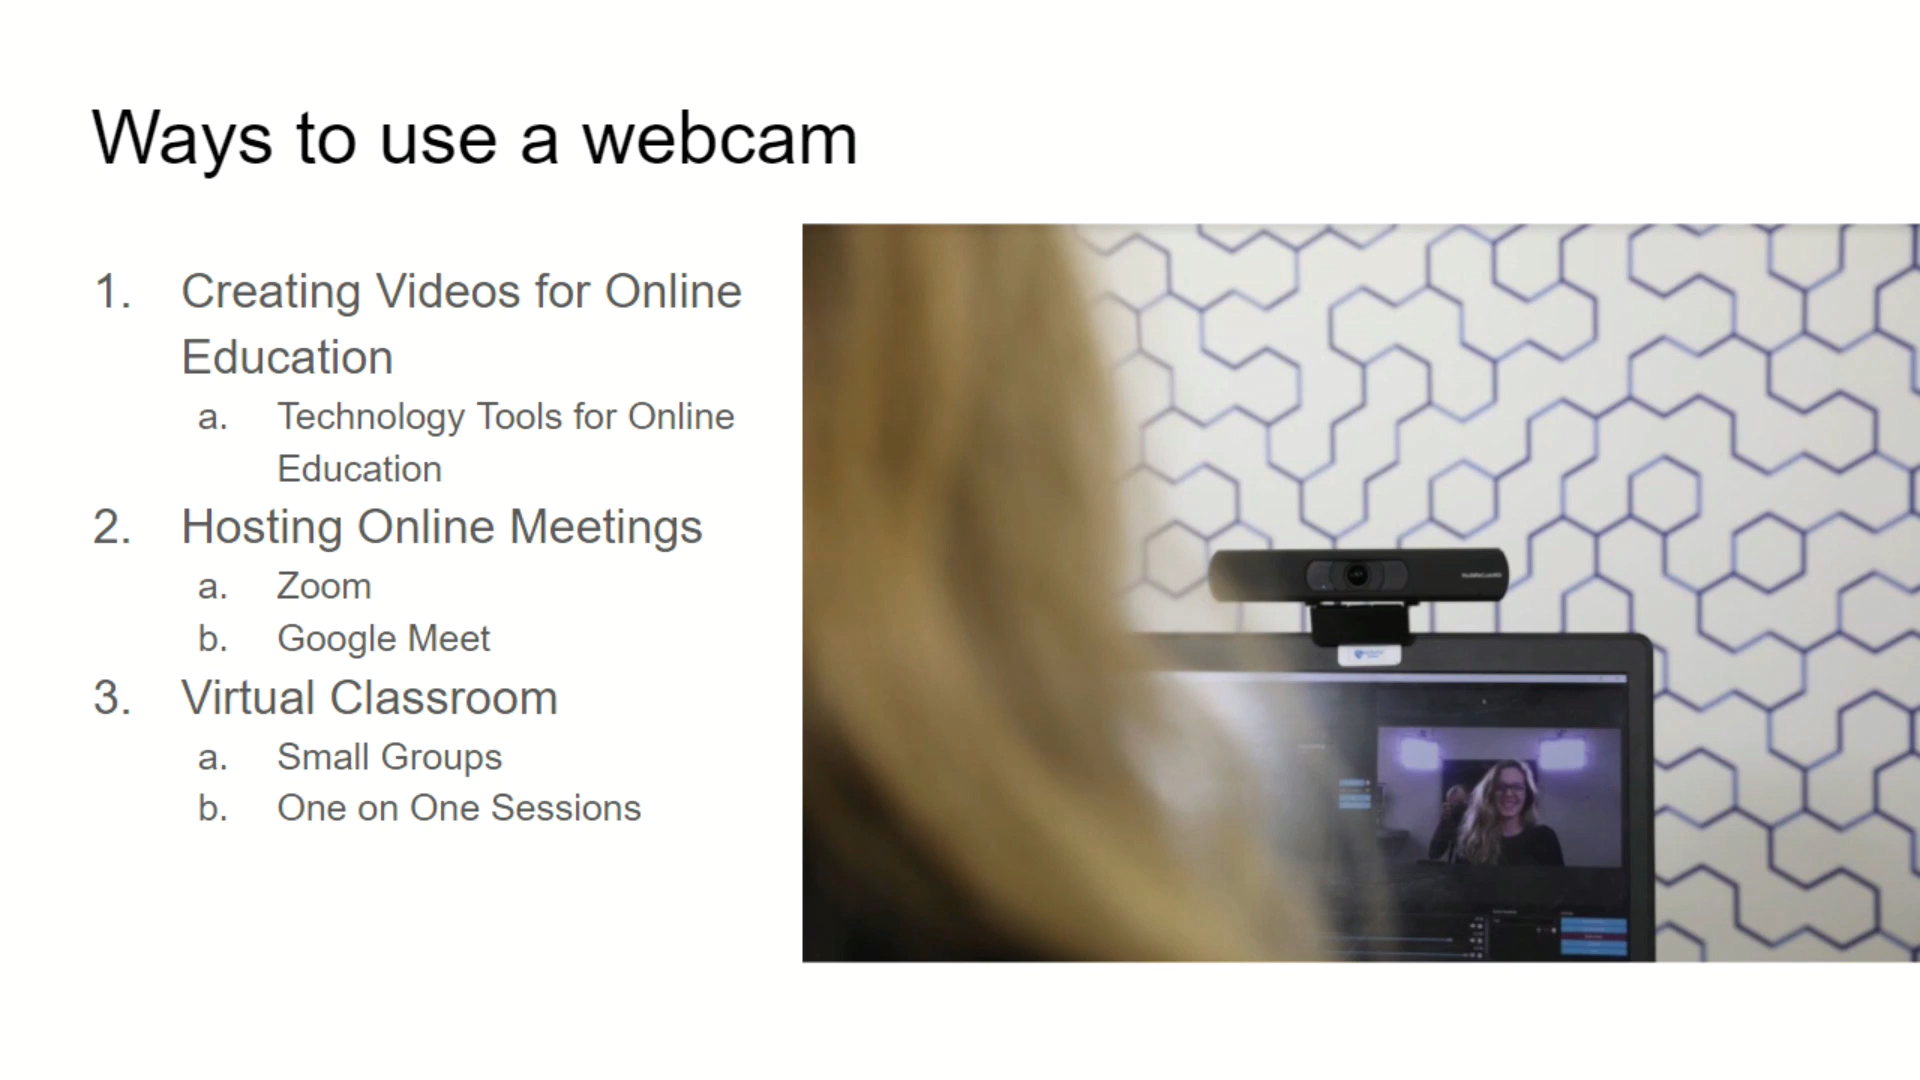 Ways to use a webcam
1. Creating Videos for Online
Education
a. Technology Tools for Online
Education
2. Hosting Online Meetings
a. Zoom
b. Google Meet
3. Virtual Classroom
a. Small Groups
b. One on One Sessions